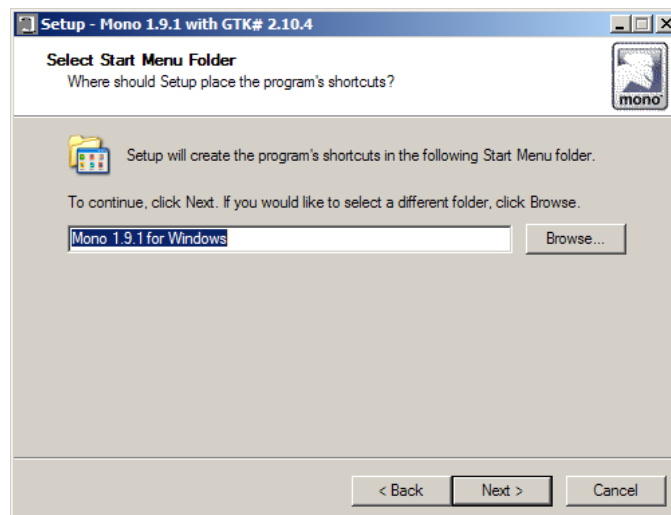 Setup - Mono 1.9.1 with GTK# 2.10.4
Select Start Menu Folder
Where should Setup place the program's shortcuts?
mono
Setup will create the program's shortcuts in the following Start Menu folder.
To continue, click Next. If you would like to select a different folder, click Browse.
Mono 1.9.1 for Windows
Browse...
< Back
Next >
Cancel